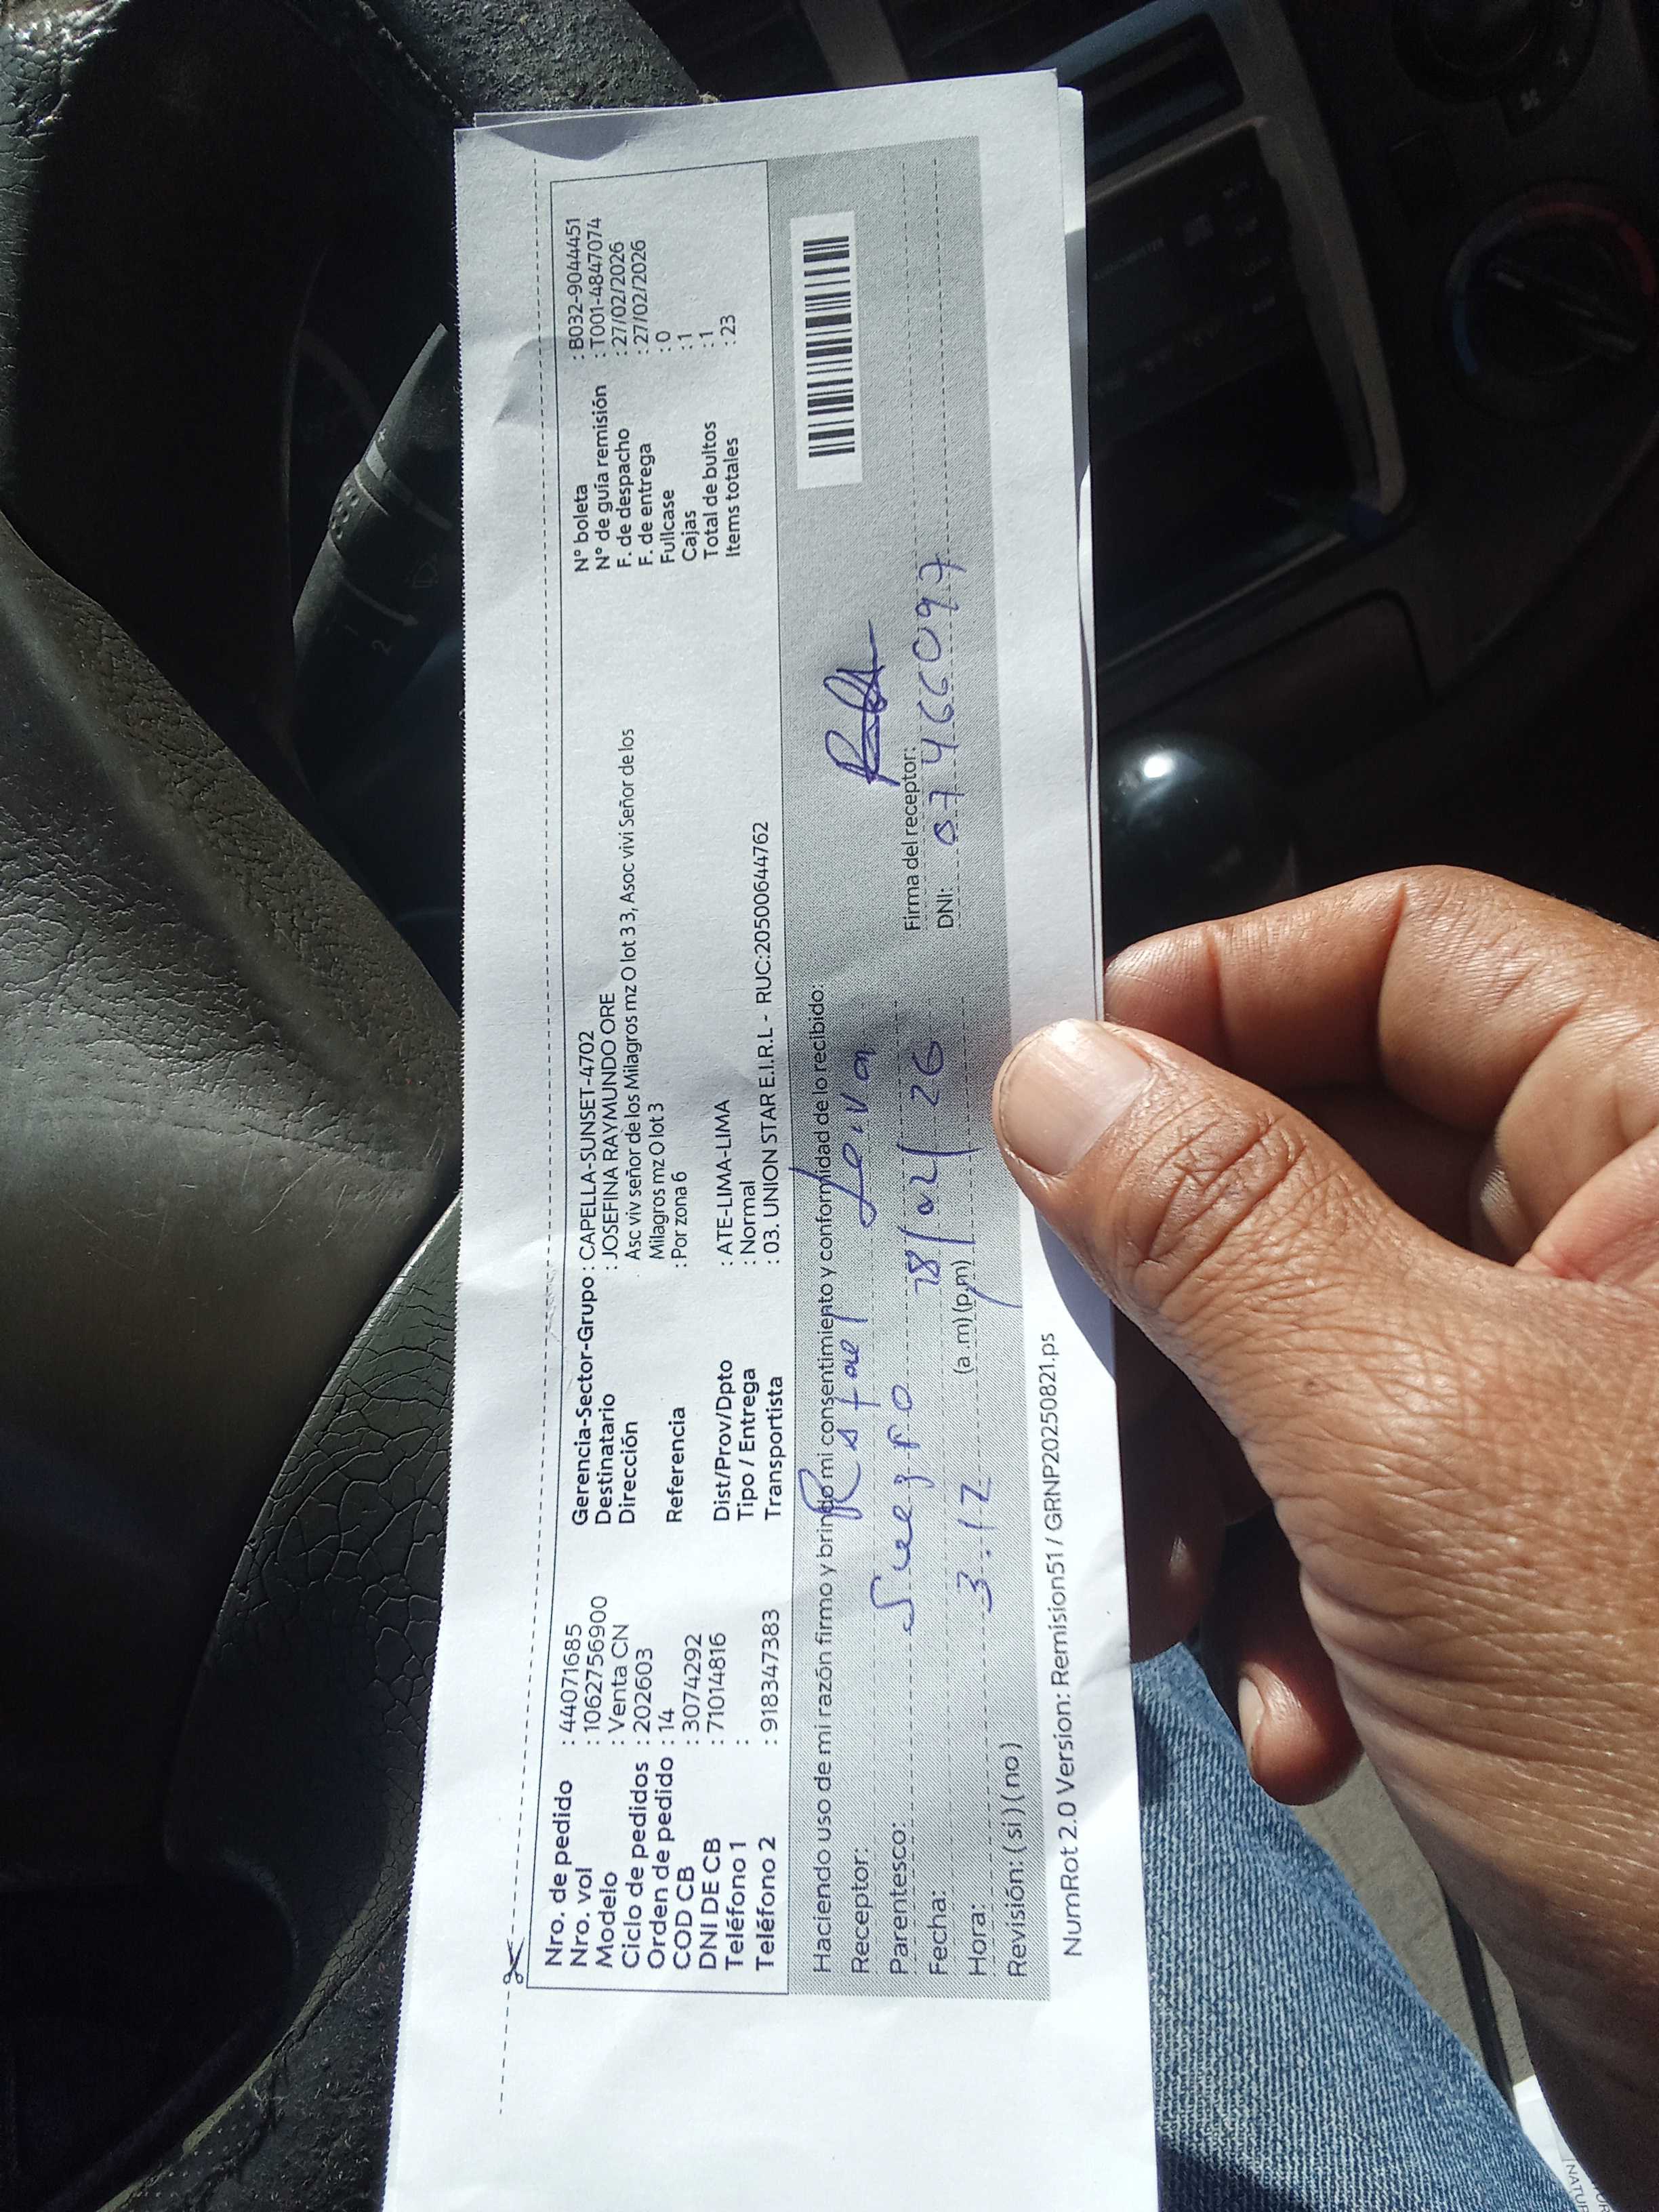 Nro. de pedido : 44071685
Nro. vol : 1062756900
Modelo : Venta CN
Ciclo de pedidos : 202603
Orden de pedido : 14
COD CB : 3074292
DNI DE CB : 71014816
Teléfono 1 :
Teléfono 2 : 918347383
Gerencia-Sector-Grupo : CAPELLA-SUNSET-4702
Destinatario : JOSEFINA RAYMUNDO ORE
Dirección Asc viv señor de los Milagros mz O lot 3 3, Asoc vivi Señor de los
Milagros mz O lot 3
Referencia : Por zona 6
Dist/Prov/Dpto : ATE-LIMA-LIMA
Tipo / Entrega : Normal
Transportista : 03. UNION STAR E.I.R.L - RUC:20500644762
N° boleta : B032-9044451
N° de guía remisión : T001-4847074
F. de despacho : 27/02/2026
F. de entrega : 27/02/2026
Fullcase : 0
Cajas : 1
Total de bultos : 1
Items totales : 23
Haciendo uso de mi razón firmo y brindo mi consentimiento y conformidad de lo recibido:
Receptor: Rafael Leiva
Parentesco: Suegro
Fecha: 28/02/26
Hora: 3.12 (a.m) (p.m)
Revisión: (si) (no)
Firma del receptor:
DNI: 07466097
NumRot 2.0 Version: Remision51 / GRNP20250821.ps
2